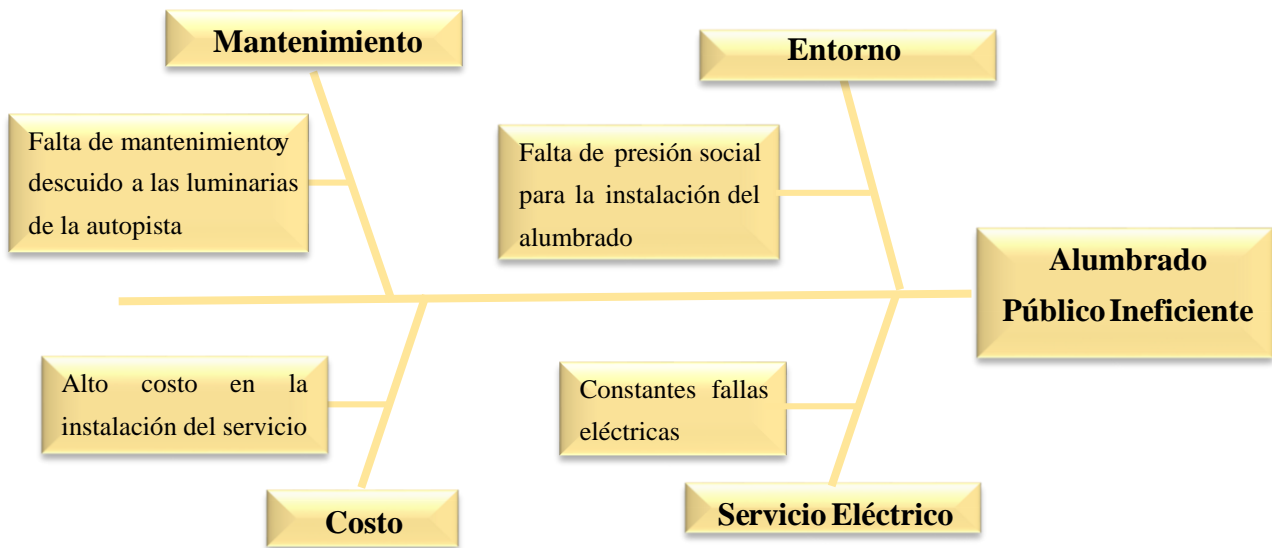 Mantenimiento
Entorno
Falta de mantenimiento y
descuido a las luminarias
de la autopista
Falta de presión social
para la instalación del
alumbrado
Alumbrado
Público Ineficiente
Alto costo en la
instalación del servicio
Constantes fallas
eléctricas
Costo
Servicio Eléctrico